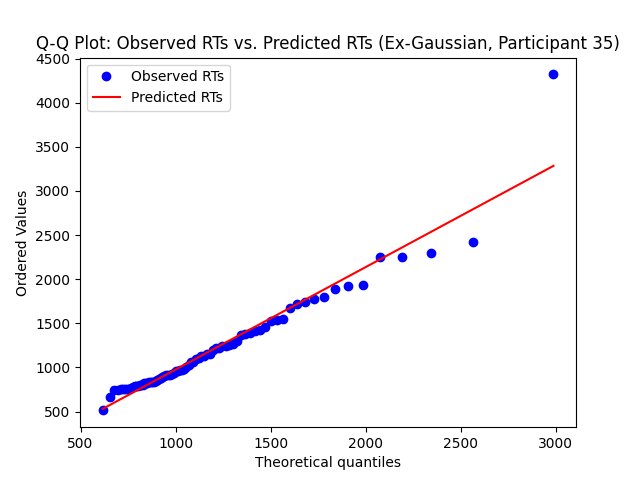 Q-Q Plot: Observed RTs vs. Predicted RTs (Ex-Gaussian, Participant 35)
Observed RTs
Predicted RTs
Ordered Values
4500
4000
3500
3000
2500
2000
1500
1000
500
500 1000 1500 2000 2500 3000
Theoretical quantiles